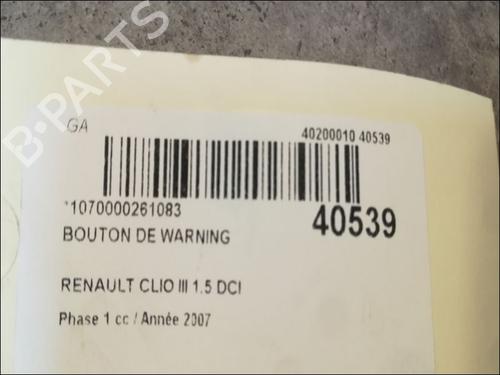 B-PARTS
GA
40200010 40539
*1070000261083
40539
BOUTON DE WARNING
RENAULT CLIO III 1.5 DCI
Phase 1 cc / Année 2007